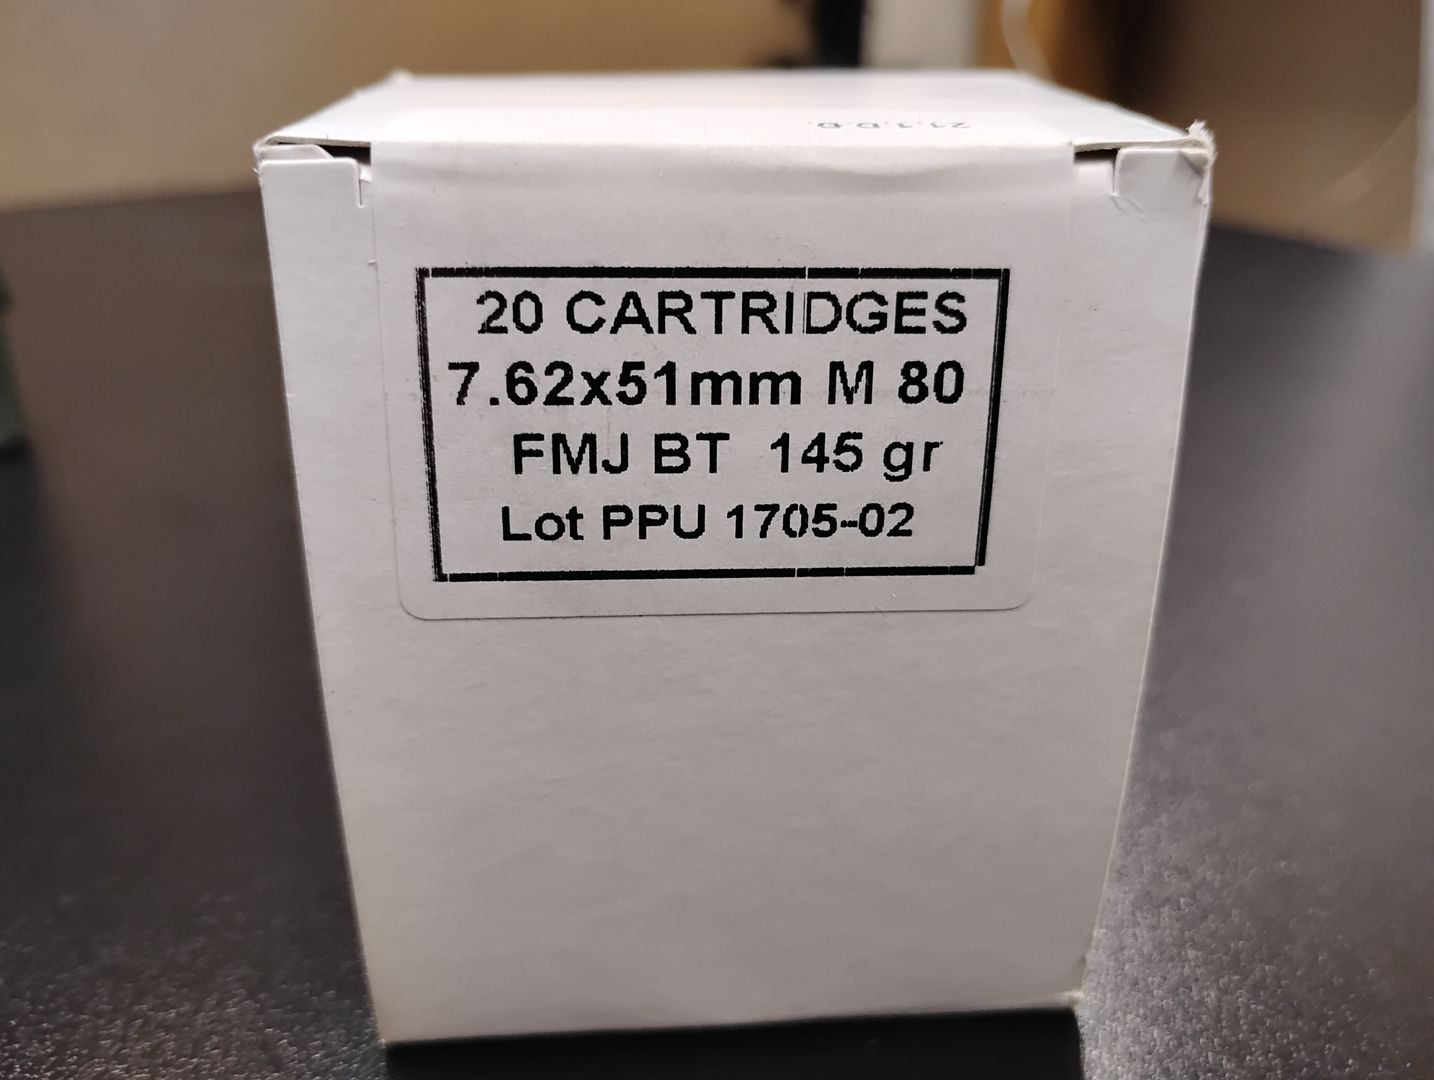 20 CARTRIDGES
7.62x51mm M 80
FMJ BT 145 gr
Lot PPU 1705-02